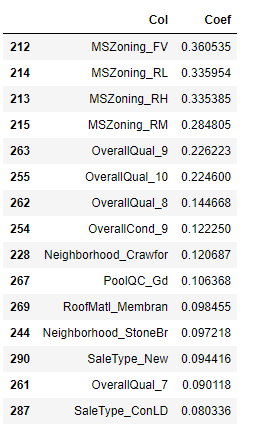 Col Coef
212 MSZoning_FV 0.360535
214 MSZoning_RL 0.335954
213 MSZoning_RH 0.335385
215 MSZoning_RM 0.284805
263 OverallQual_9 0.226223
255 OverallQual_10 0.224600
262 OverallQual_8 0.144668
254 OverallCond_9 0.122250
228 Neighborhood_Crawfor 0.120687
267 PoolQC_Gd 0.106368
269 RoofMatl_Membran 0.098455
244 Neighborhood_StoneBr 0.097218
290 SaleType_New 0.094416
261 OverallQual_7 0.090118
287 SaleType_ConLD 0.080336